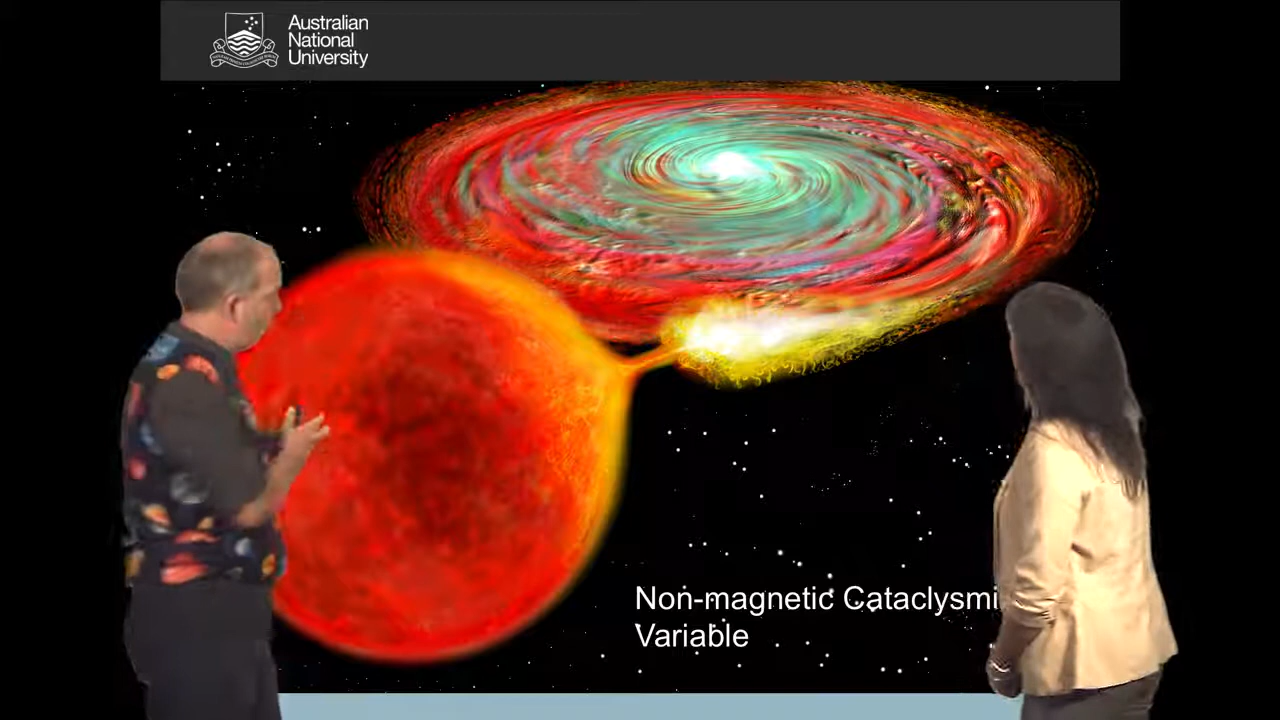 Australian
National
University
Non-magnetic Cataclysmi
Variable